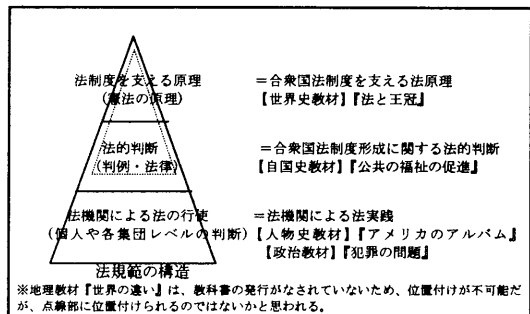 法制度を支える原理 ＝合衆国法制度を支える法原理
(憲法の原理) 【世界史教材】『法と王冠』
法的判断 ＝合衆国法制度形成に関する法的判断
(判例・法律) 【自国史教材】『公共の福祉の促進』
法機関による法の行使 ＝法機関による法実践
(個人や各集団レベルの判断) 【人物史教材】『アメリカのアルバム』
【政治教材】『犯罪の問題』
法規範の構造
※地理教材『世界の違い』は、教科書の発行がなされていないため、位置付けが不可能だ
が、点線部に位置付けられるのではないかと思われる。